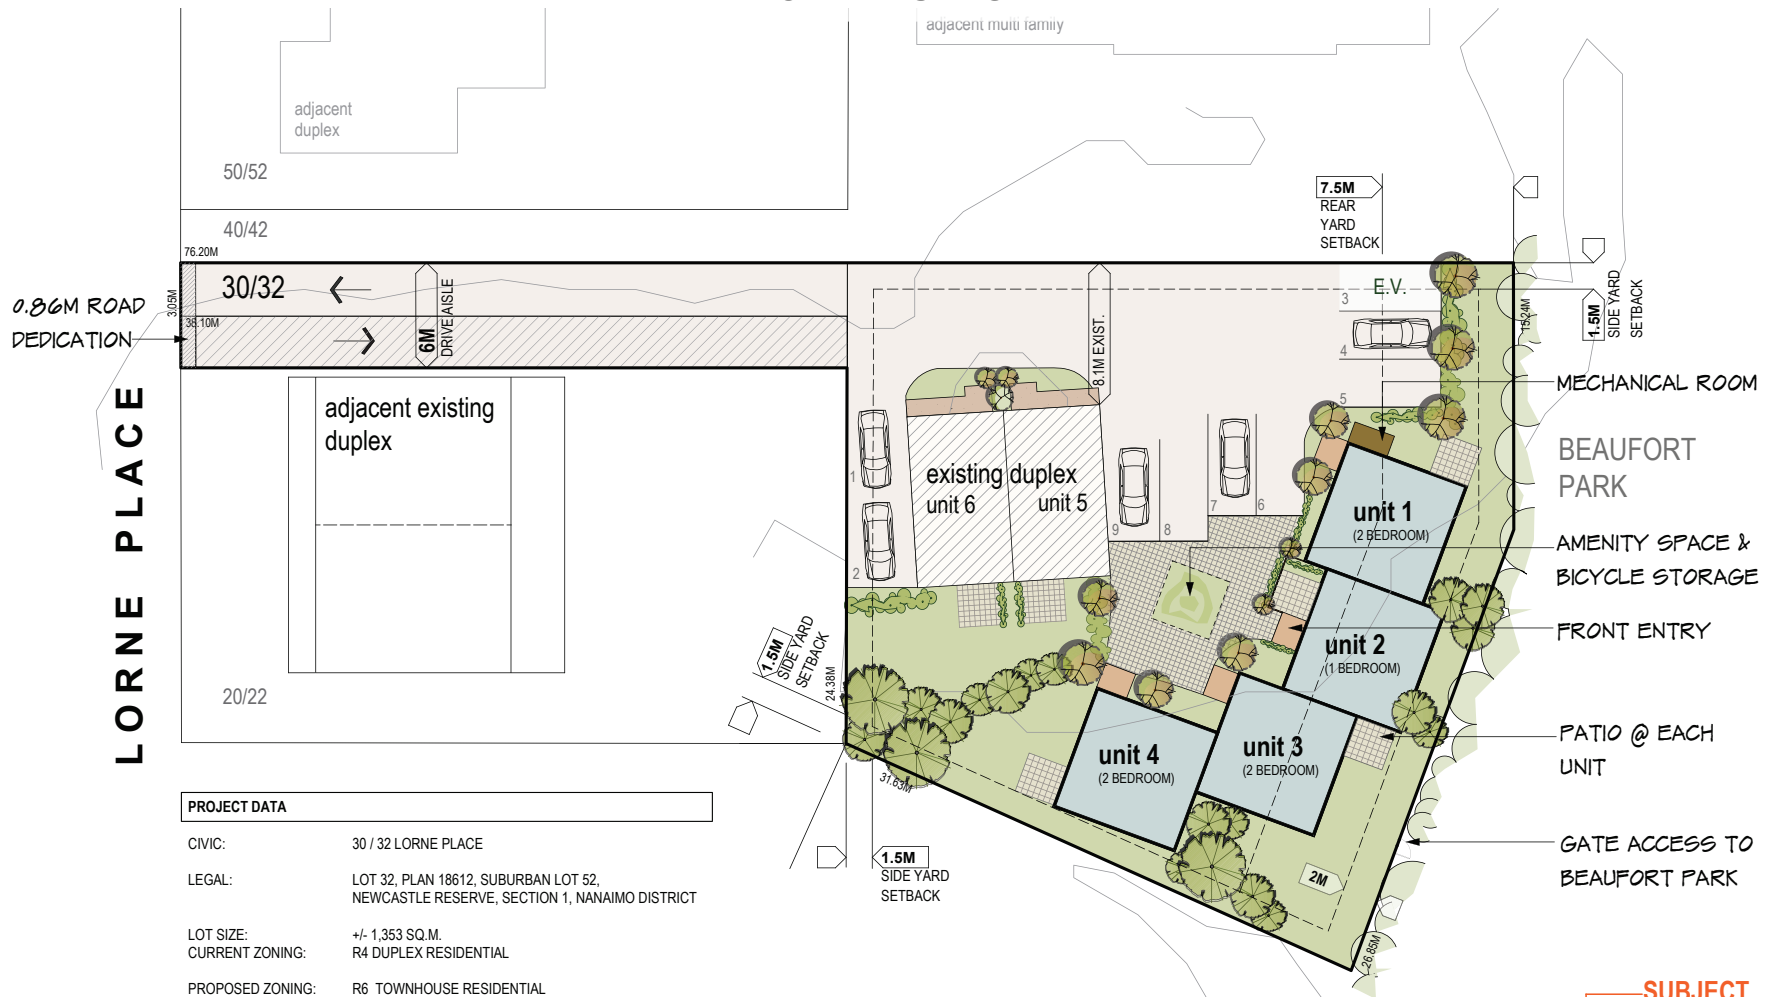 adjacent multi family
adjacent
duplex
50/52
40/42
76.20M
30/32
3.05M
38.10M
0.86M ROAD
DEDICATION
6M
DRIVE AISLE
8.1M EXIST.
7.5M
REAR
YARD
SETBACK
E.V.
3
4
5
15.24M
1.5M
SIDE YARD
SETBACK
MECHANICAL ROOM
BEAUFORT
PARK
LORNE PLACE
adjacent existing
duplex
20/22
1
2
existing duplex
unit 6
unit 5
9
8
7
6
unit 1
(2 BEDROOM)
AMENITY SPACE &
BICYCLE STORAGE
FRONT ENTRY
unit 2
(1 BEDROOM)
1.5M
SIDE YARD
SETBACK
24.38M
unit 4
(2 BEDROOM)
unit 3
(2 BEDROOM)
PATIO @ EACH
UNIT
31.63M
1.5M
SIDE YARD
SETBACK
2M
GATE ACCESS TO
BEAUFORT PARK
26.85M
PROJECT DATA
CIVIC: 30 / 32 LORNE PLACE
LEGAL: LOT 32, PLAN 18612, SUBURBAN LOT 52,
NEWCASTLE RESERVE, SECTION 1, NANAIMO DISTRICT
LOT SIZE: +/- 1,353 SQ.M.
CURRENT ZONING: R4 DUPLEX RESIDENTIAL
PROPOSED ZONING: R6 TOWNHOUSE RESIDENTIAL
SUBJECT